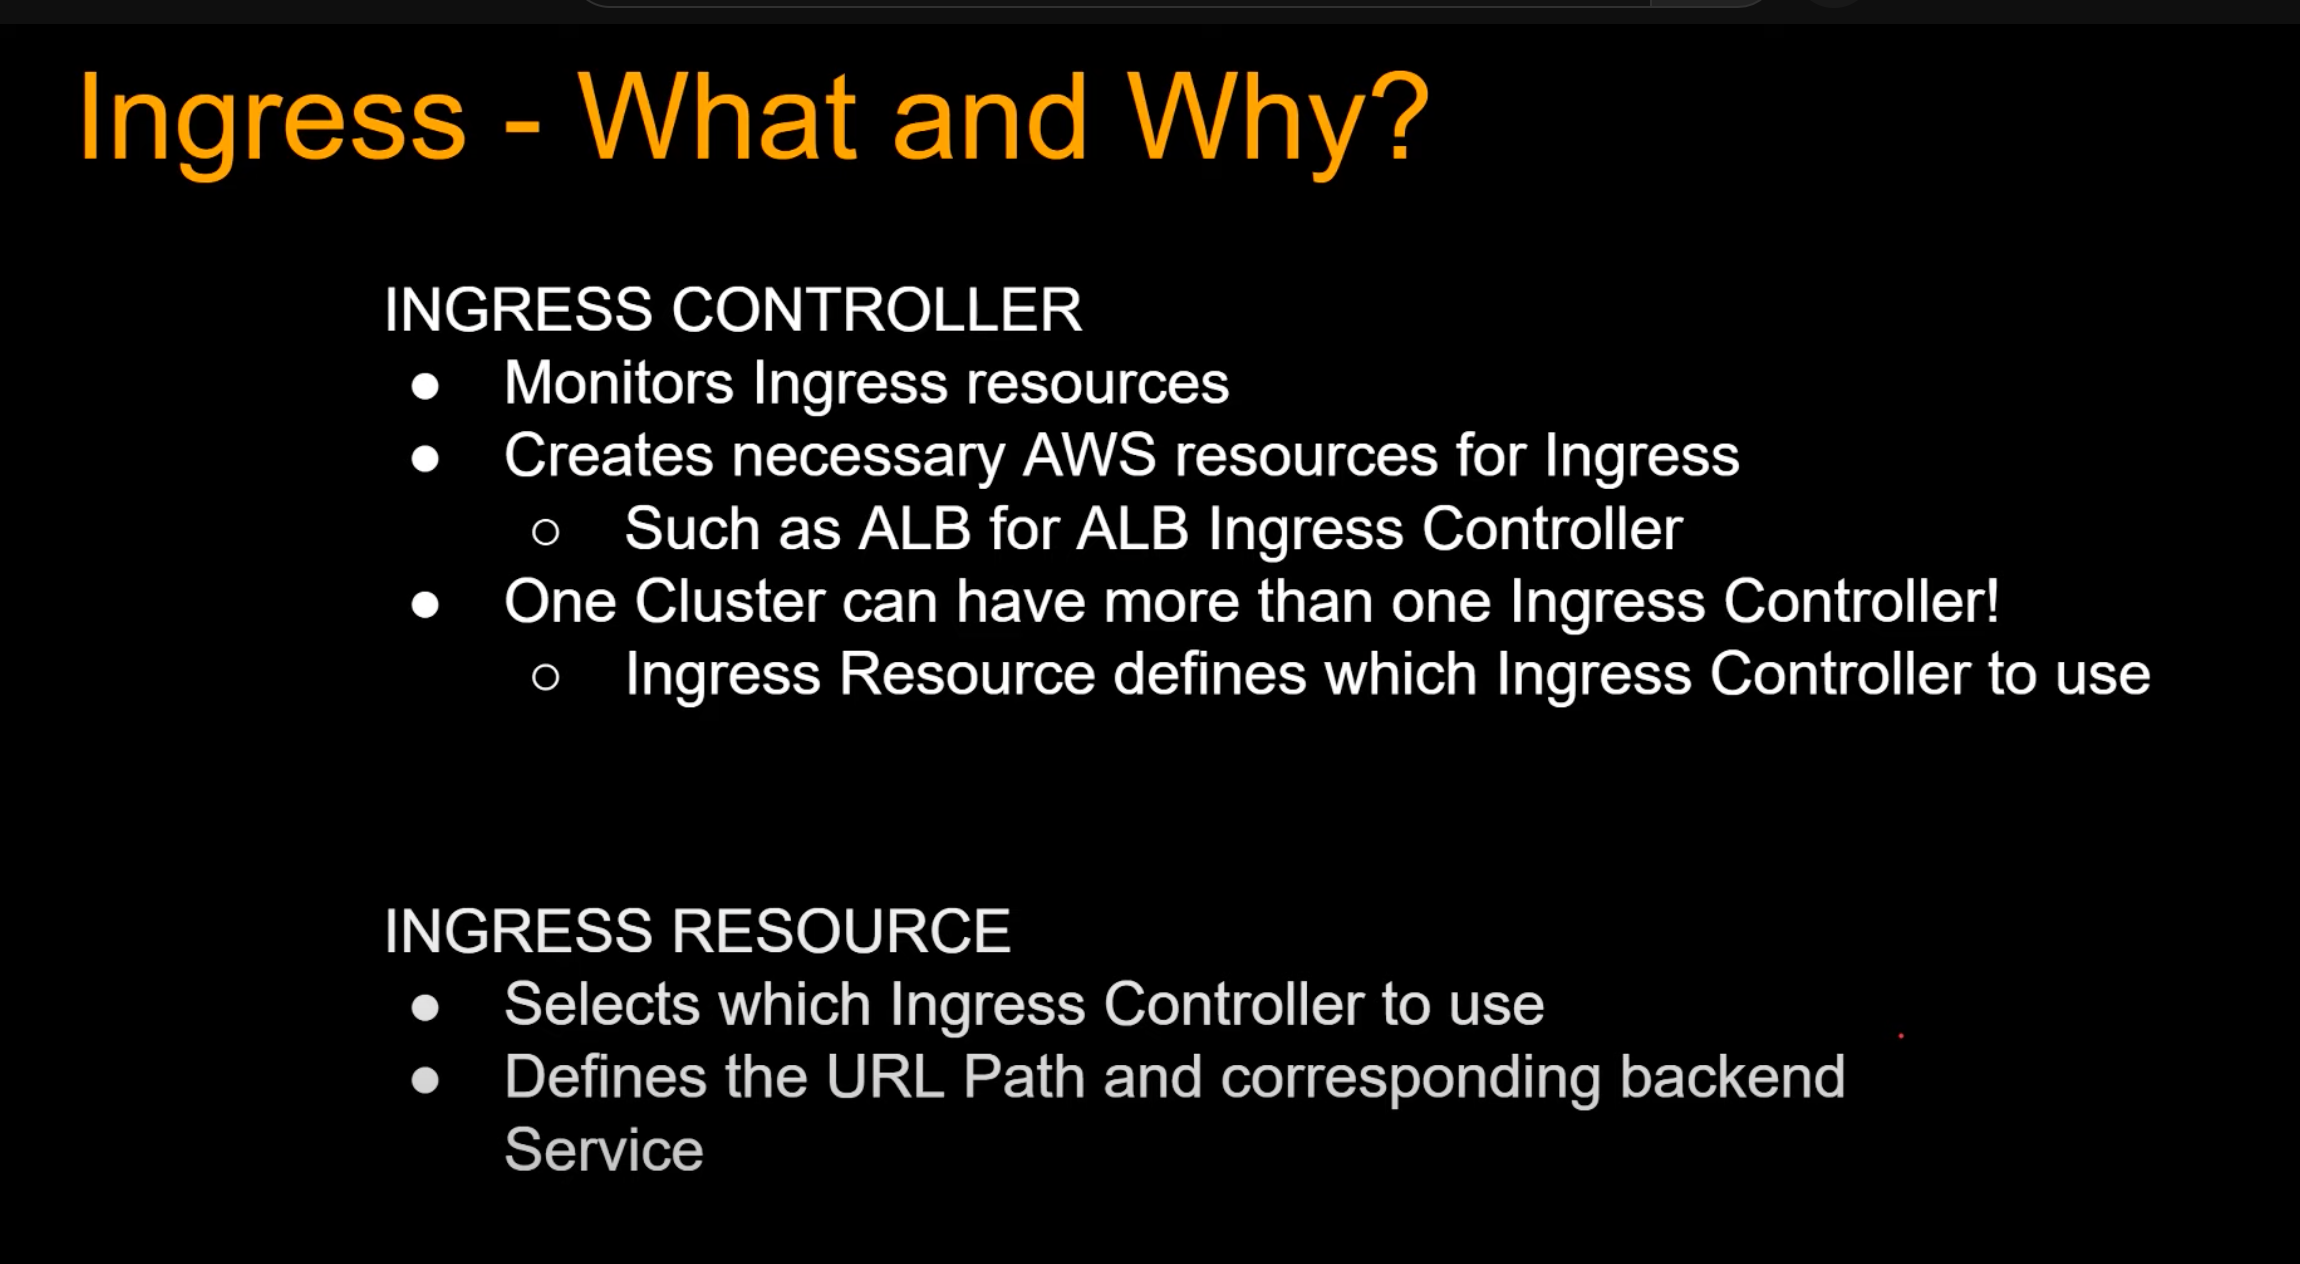 Ingress - What and Why?
INGRESS CONTROLLER
● Monitors Ingress resources
● Creates necessary AWS resources for Ingress
○ Such as ALB for ALB Ingress Controller
● One Cluster can have more than one Ingress Controller!
○ Ingress Resource defines which Ingress Controller to use
INGRESS RESOURCE
● Selects which Ingress Controller to use
● Defines the URL Path and corresponding backend
Service